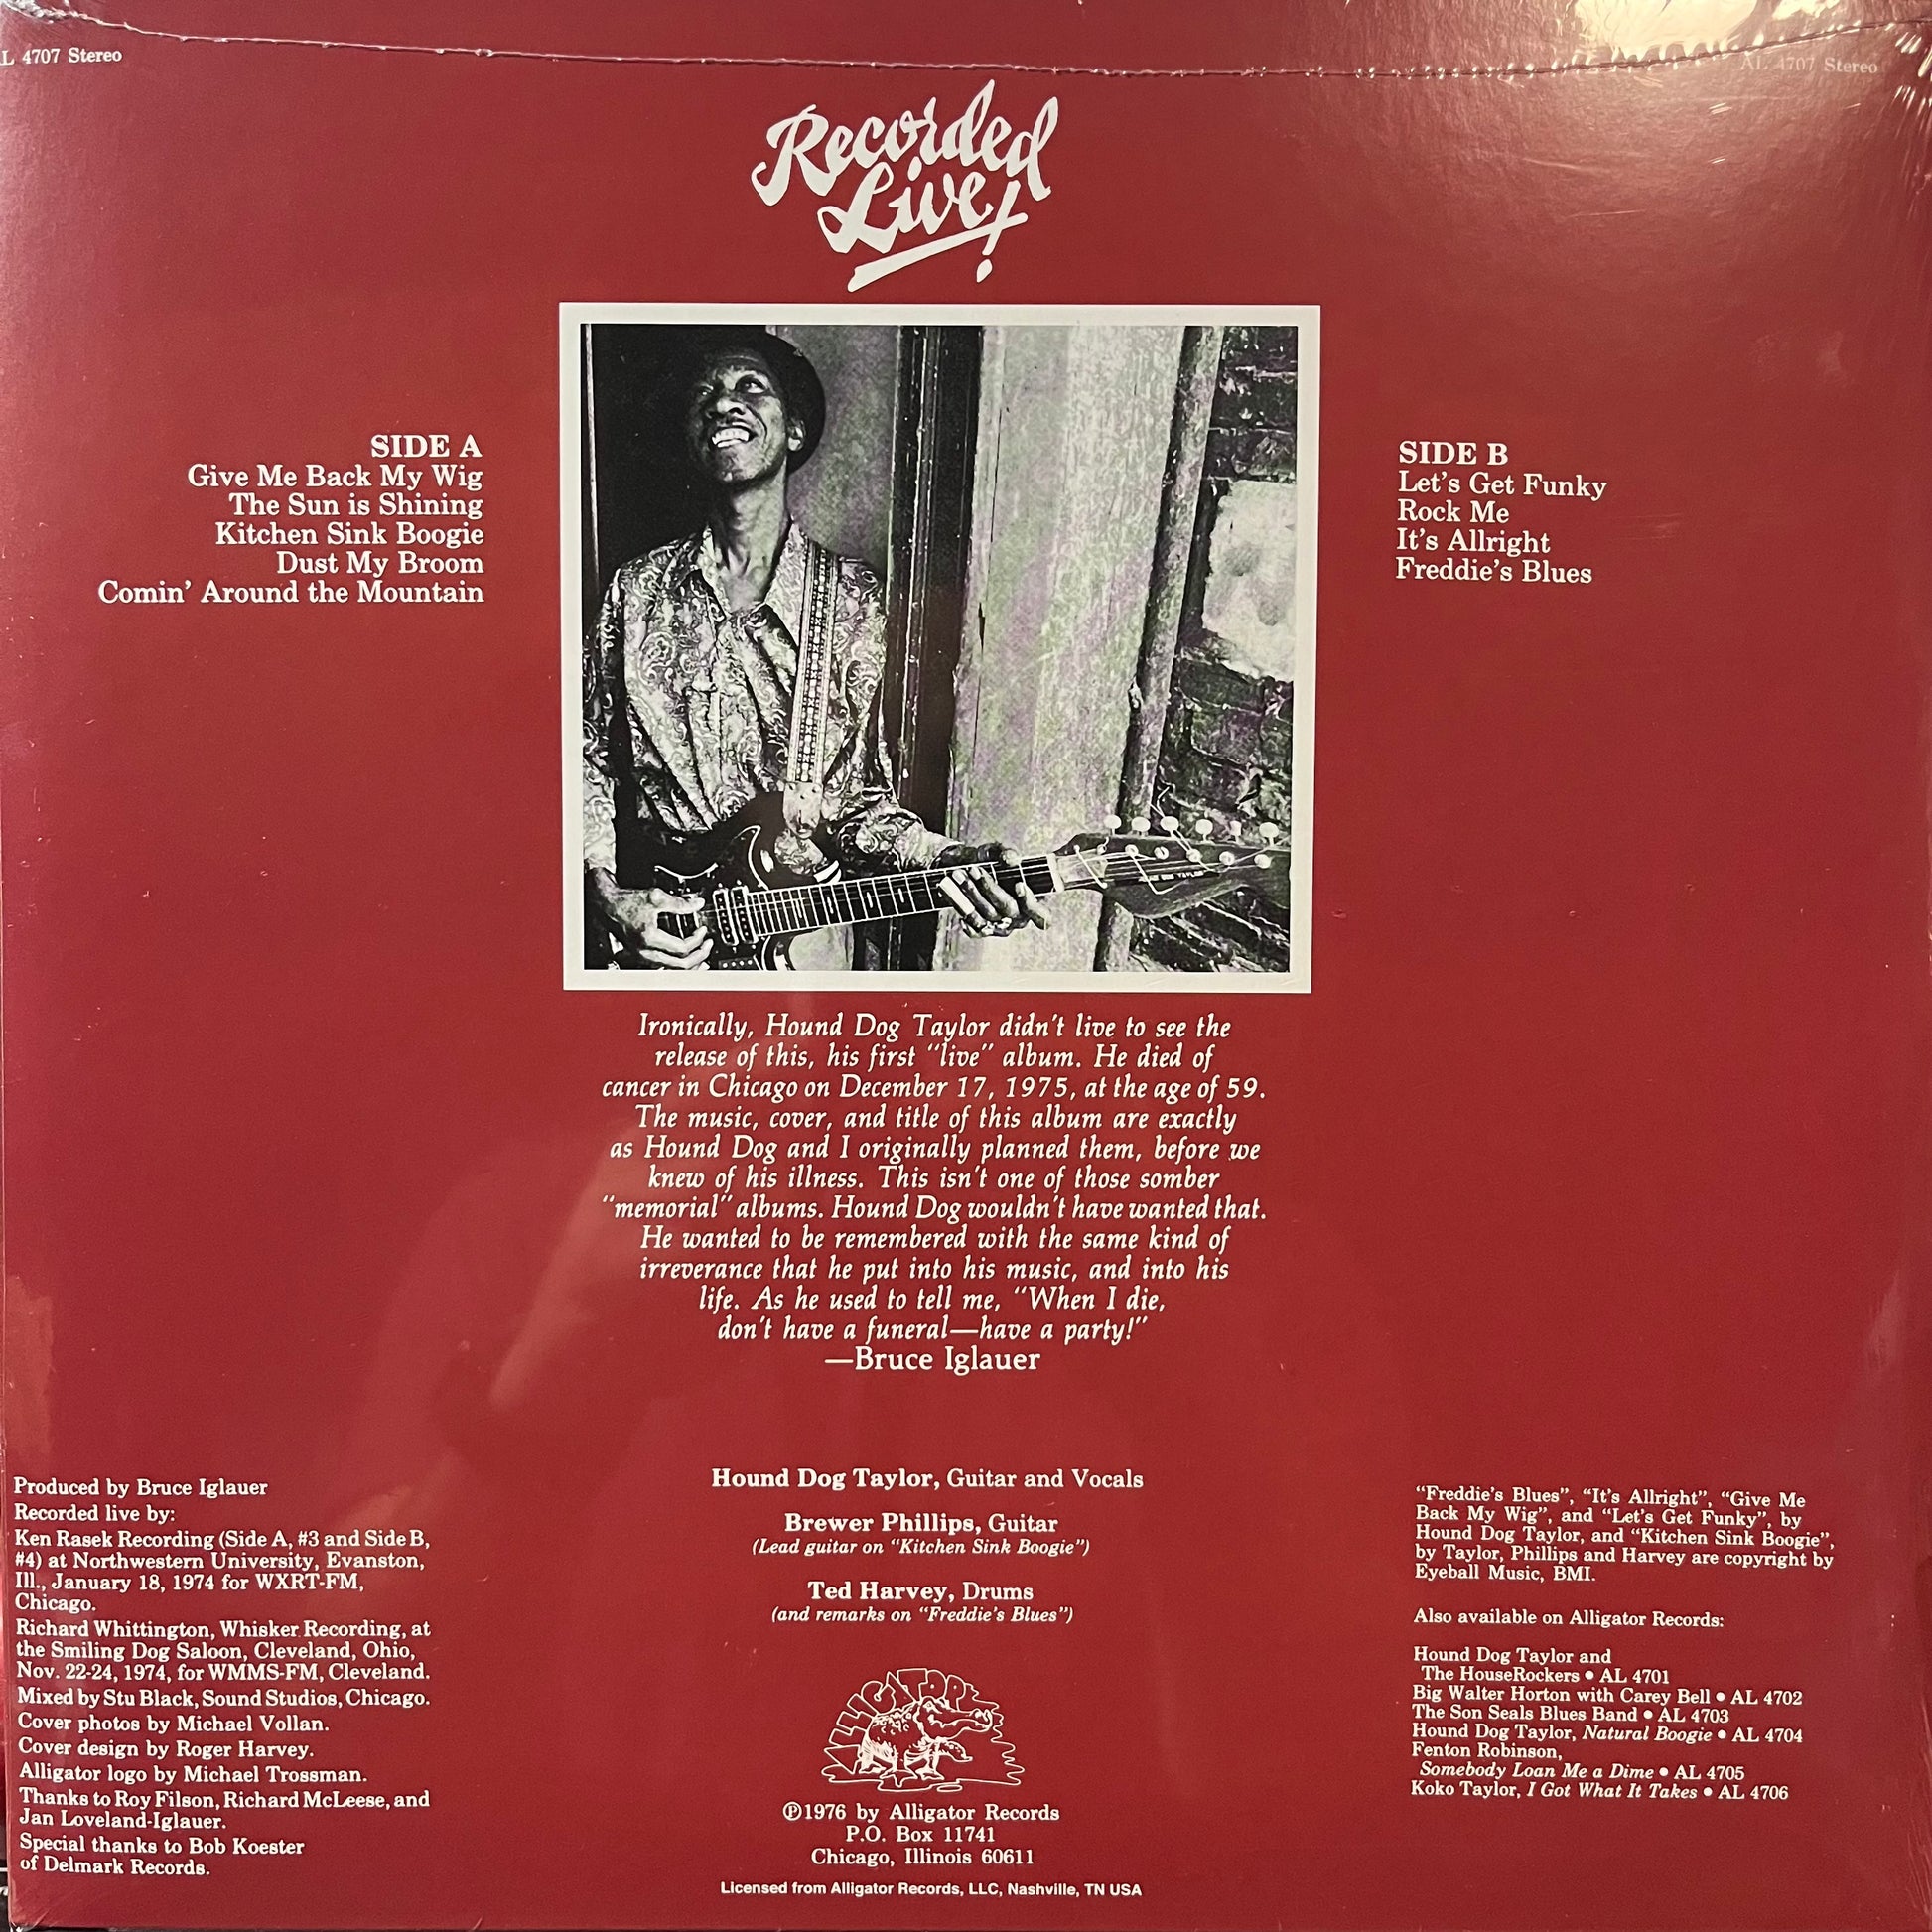 L 4707 Stereo
AL 4707 Stereo
Recorded
Live!
SIDE A
Give Me Back My Wig
The Sun is Shining
Kitchen Sink Boogie
Dust My Broom
Comin' Around the Mountain
SIDE B
Let's Get Funky
Rock Me
It's Allright
Freddie's Blues
Ironically, Hound Dog Taylor didn't live to see the
release of this, his first "live" album. He died of
cancer in Chicago on December 17, 1975, at the age of 59.
The music, cover, and title of this album are exactly
as Hound Dog and I originally planned them, before we
knew of his illness. This isn't one of those somber
"memorial" albums. Hound Dog wouldn't have wanted that.
He wanted to be remembered with the same kind of
irreverance that he put into his music, and into his
life. As he used to tell me, "When I die,
don't have a funeral—have a party!"
—Bruce Iglauer
Produced by Bruce Iglauer
Recorded live by:
Ken Rasek Recording (Side A, #3 and Side B,
#4) at Northwestern University, Evanston,
Ill., January 18, 1974 for WXRT-FM,
Chicago.
Richard Whittington, Whisker Recording, at
the Smiling Dog Saloon, Cleveland, Ohio,
Nov. 22-24, 1974, for WMMS-FM, Cleveland.
Mixed by Stu Black, Sound Studios, Chicago.
Cover photos by Michael Vollan.
Cover design by Roger Harvey.
Alligator logo by Michael Trossman.
Thanks to Roy Filson, Richard McLeese, and
Jan Loveland-Iglauer.
Special thanks to Bob Koester
of Delmark Records.
Hound Dog Taylor, Guitar and Vocals
Brewer Phillips, Guitar
(Lead guitar on "Kitchen Sink Boogie")
Ted Harvey, Drums
(and remarks on "Freddie's Blues")
ALLIGATOR
℗1976 by Alligator Records
P.O. Box 11741
Chicago, Illinois 60611
Licensed from Alligator Records, LLC, Nashville, TN USA
"Freddie's Blues", "It's Allright", "Give Me
Back My Wig", and "Let's Get Funky", by
Hound Dog Taylor, and "Kitchen Sink Boogie",
by Taylor, Phillips and Harvey are copyright by
Eyeball Music, BMI.
Also available on Alligator Records:
Hound Dog Taylor and
The HouseRockers • AL 4701
Big Walter Horton with Carey Bell • AL 4702
The Son Seals Blues Band • AL 4703
Hound Dog Taylor, Natural Boogie • AL 4704
Fenton Robinson,
Somebody Loan Me a Dime • AL 4705
Koko Taylor, I Got What It Takes • AL 4706